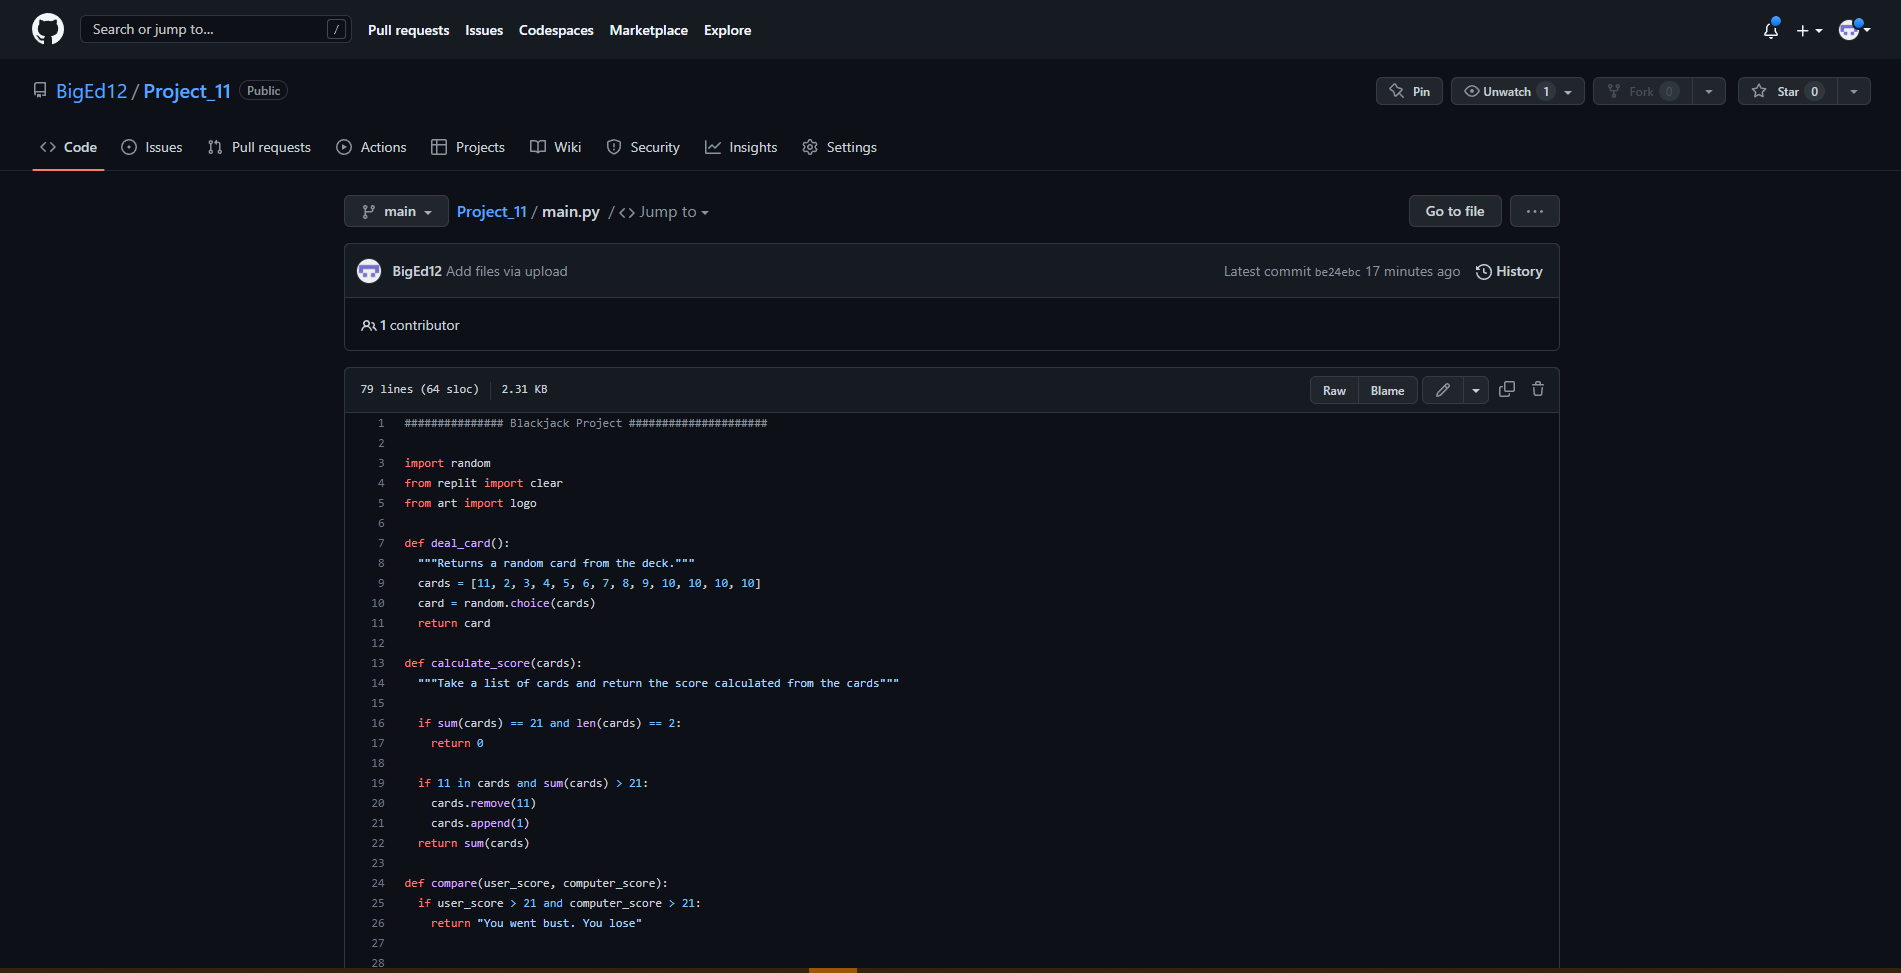 Search or jump to... /
Pull requests Issues Codespaces Marketplace Explore
BigEd12 / Project_11 Public
Pin Unwatch 1 Fork 0 Star 0
Code Issues Pull requests Actions Projects Wiki Security Insights Settings
main Project_11 / main.py / <> Jump to
Go to file ...
BigEd12 Add files via upload
Latest commit be24ebc 17 minutes ago History
1 contributor
79 lines (64 sloc) 2.31 KB
Raw Blame
1 ############### Blackjack Project #####################
2
3 import random
4 from replit import clear
5 from art import logo
6
7 def deal_card():
8   """Returns a random card from the deck."""
9   cards = [11, 2, 3, 4, 5, 6, 7, 8, 9, 10, 10, 10, 10]
10   card = random.choice(cards)
11   return card
12
13 def calculate_score(cards):
14   """Take a list of cards and return the score calculated from the cards"""
15
16   if sum(cards) == 21 and len(cards) == 2:
17     return 0
18
19   if 11 in cards and sum(cards) > 21:
20     cards.remove(11)
21     cards.append(1)
22   return sum(cards)
23
24 def compare(user_score, computer_score):
25   if user_score > 21 and computer_score > 21:
26     return "You went bust. You lose"
27
28